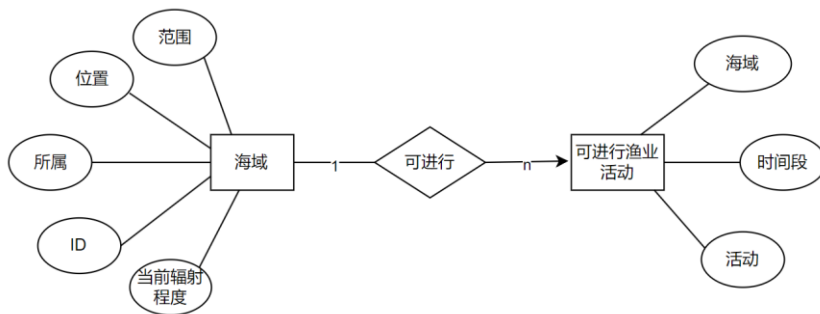 范围
位置
所属
ID
当前辐射
程度
海域
1
可进行
n
可进行渔业
活动
海域
时间段
活动